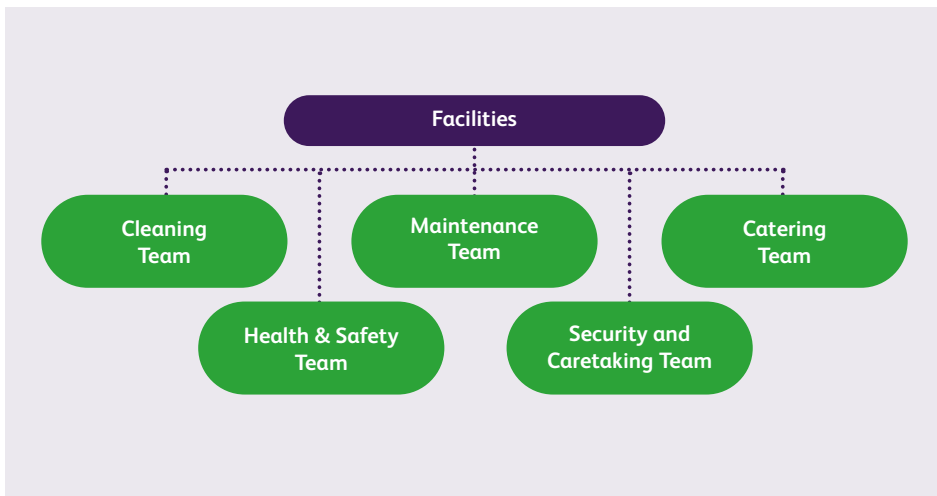 Facilities
Cleaning
Team
Maintenance
Team
Catering
Team
Health & Safety
Team
Security and
Caretaking Team